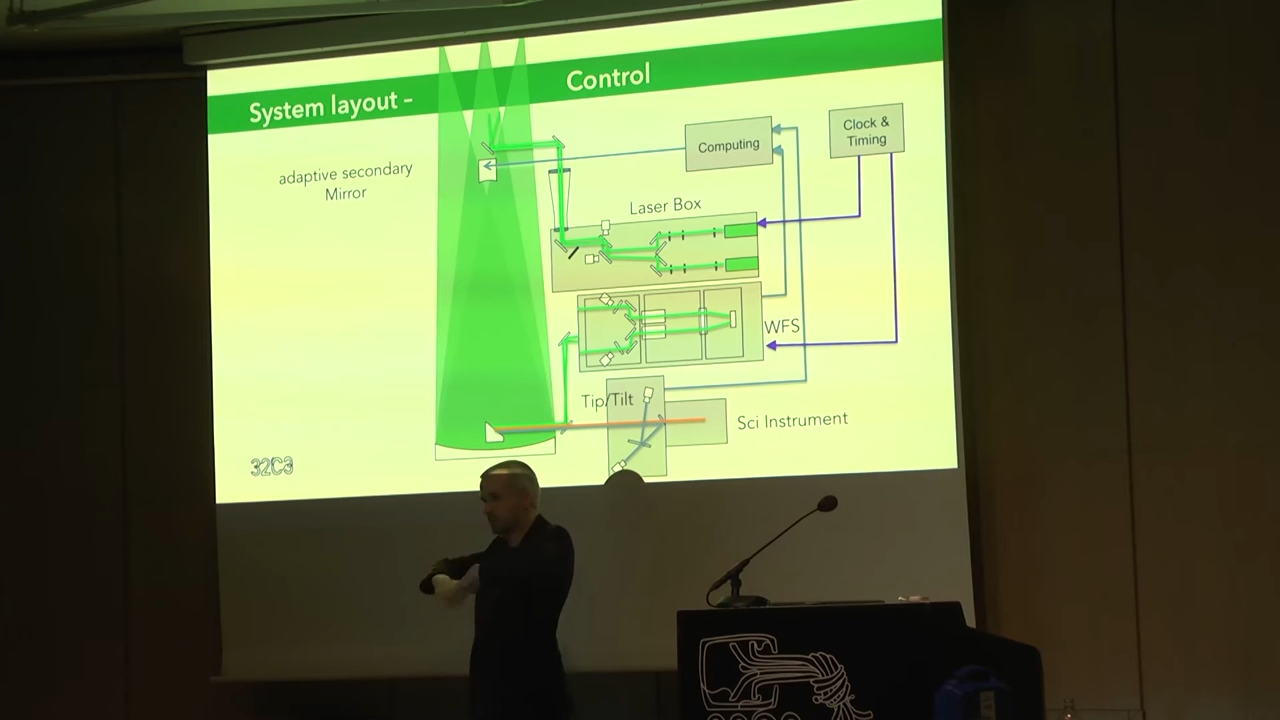 System layout - Control
adaptive secondary
Mirror
Computing
Clock &
Timing
Laser Box
WFS
Tip/Tilt
Sci Instrument
32C3